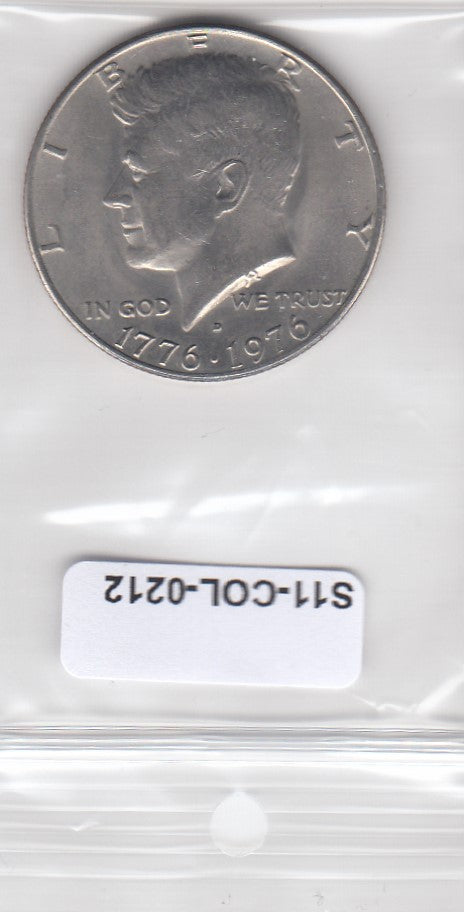 LIBERTY
IN GOD WE TRUST
D
1776·1976
S11-COL-0212